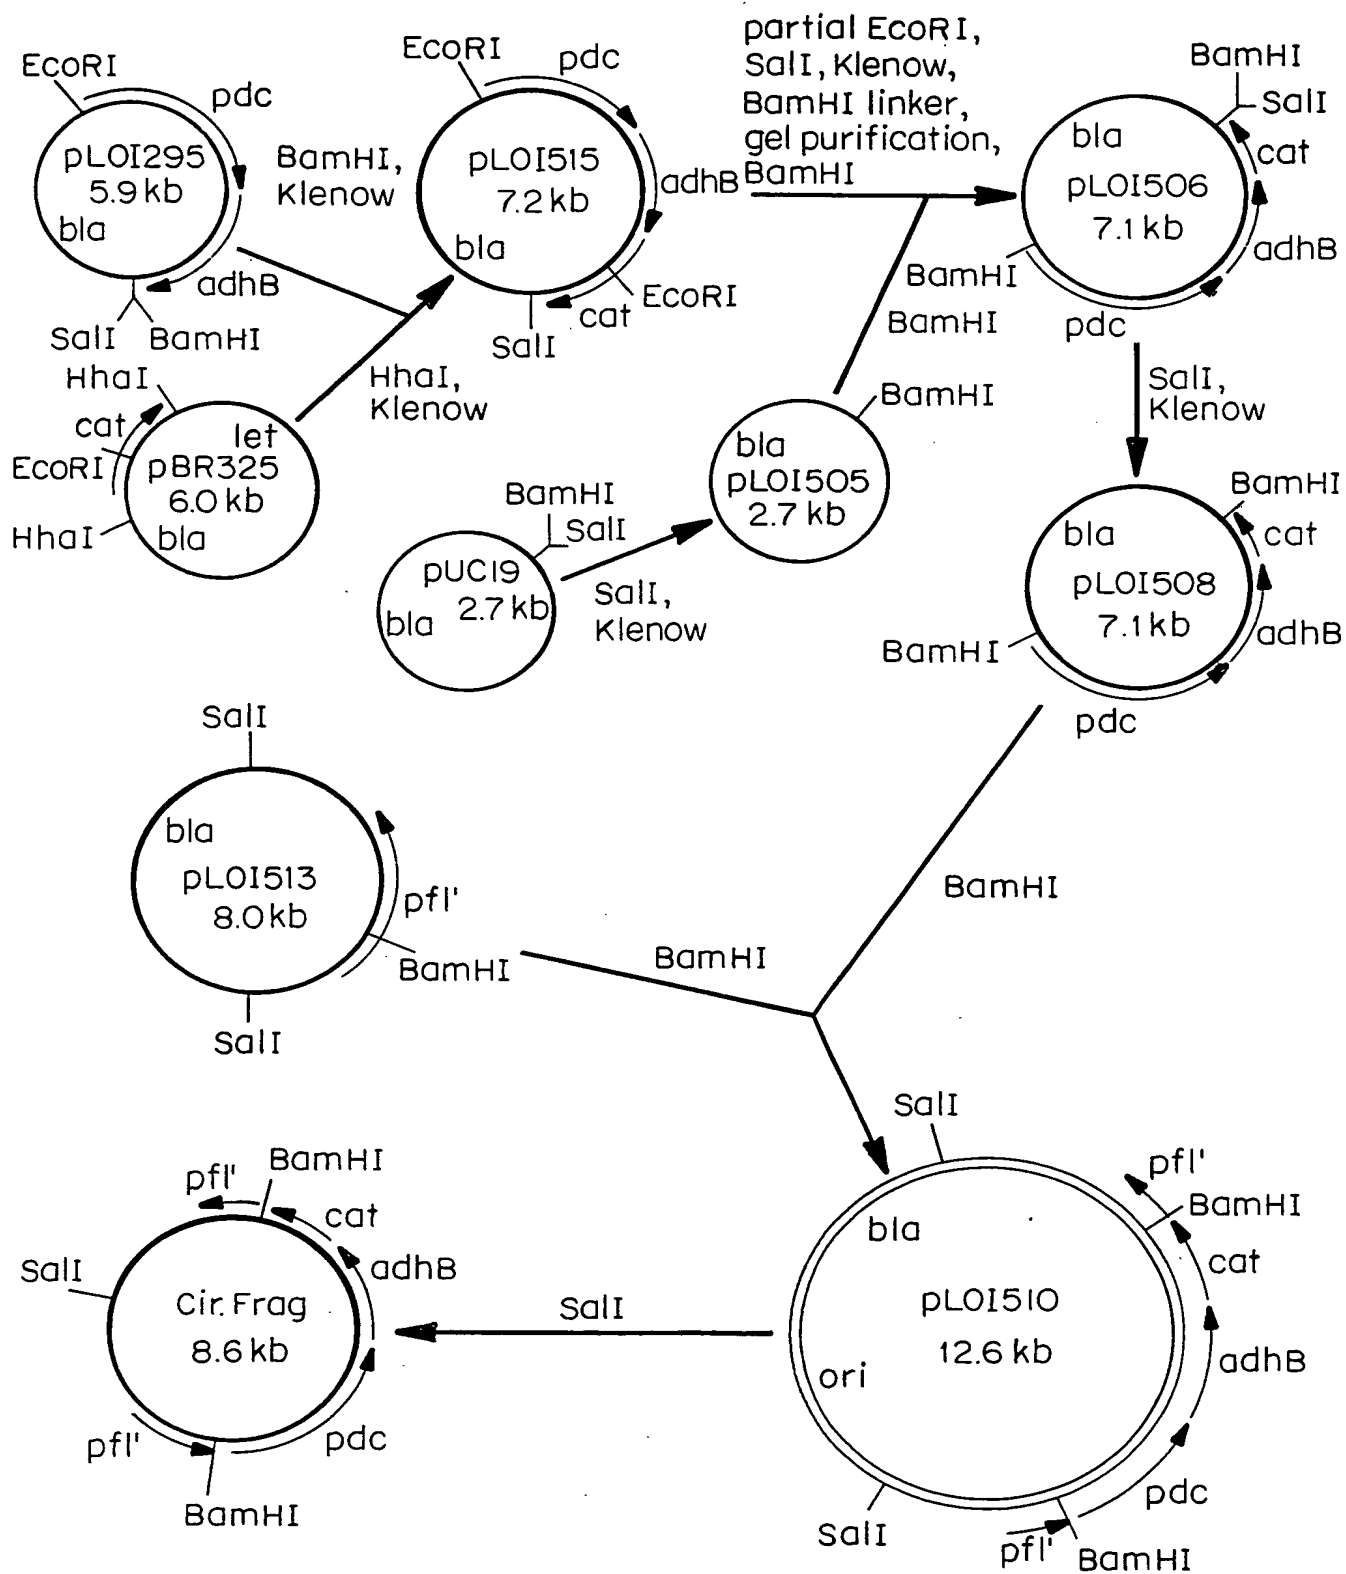 EcoRI
pdc
pLOI295
5.9 kb
bla
adhB
SalI
BamHI
BamHI,
Klenow
EcoRI
pdc
pLOI515
7.2 kb
adhB
bla
EcoRI
cat
SalI
partial EcoRI,
SalI, Klenow,
BamHI linker,
gel purification,
BamHI
BamHI
SalI
bla
cat
pLOI506
7.1 kb
adhB
BamHI
pdc
HhaI
cat
let
EcoRI
pBR325
6.0 kb
HhaI
bla
HhaI,
Klenow
BamHI
BamHI
bla
pLOI505
2.7 kb
BamHI
SalI
pUC19
2.7 kb
bla
SalI,
Klenow
SalI,
Klenow
BamHI
bla
cat
pLOI508
7.1 kb
adhB
BamHI
pdc
SalI
bla
pLOI513
8.0 kb
pfl'
BamHI
SalI
BamHI
BamHI
SalI
pfl'
BamHI
bla
cat
pLOI510
12.6 kb
adhB
ori
pdc
SalI
pfl'
BamHI
SalI
pfl'
BamHI
cat
adhB
SalI
Cir. Frag
8.6 kb
pfl'
pdc
BamHI